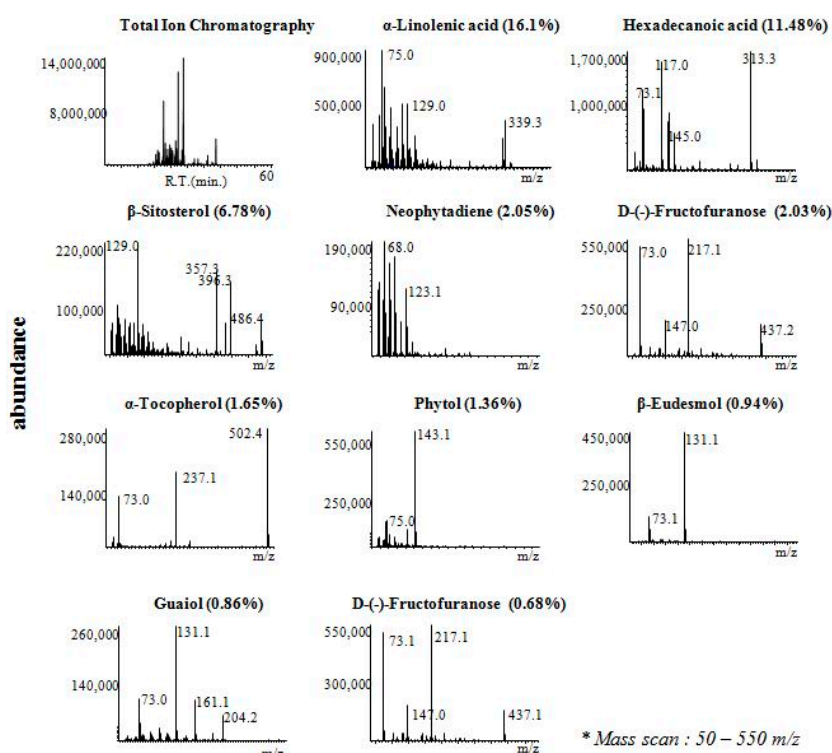 Total Ion Chromatography
14,000,000
8,000,000
R.T.(min.)
60
α-Linolenic acid (16.1%)
900,000
500,000
75.0
129.0
339.3
m/z
Hexadecanoic acid (11.48%)
1,700,000
1,000,000
73.1
117.0
145.0
313.3
m/z
abundance
β-Sitosterol (6.78%)
220,000
100,000
129.0
357.3
396.3
486.4
m/z
Neophytadiene (2.05%)
190,000
90,000
68.0
123.1
m/z
D-(-)-Fructofuranose (2.03%)
550,000
250,000
73.0
147.0
217.1
437.2
m/z
α-Tocopherol (1.65%)
280,000
140,000
73.0
237.1
502.4
m/z
Phytol (1.36%)
550,000
250,000
75.0
143.1
m/z
β-Eudesmol (0.94%)
450,000
250,000
73.1
131.1
m/z
Guaiol (0.86%)
260,000
140,000
73.0
131.1
161.1
204.2
m/z
D-(-)-Fructofuranose (0.68%)
550,000
300,000
73.1
147.0
217.1
437.1
m/z
* Mass scan : 50 – 550 m/z